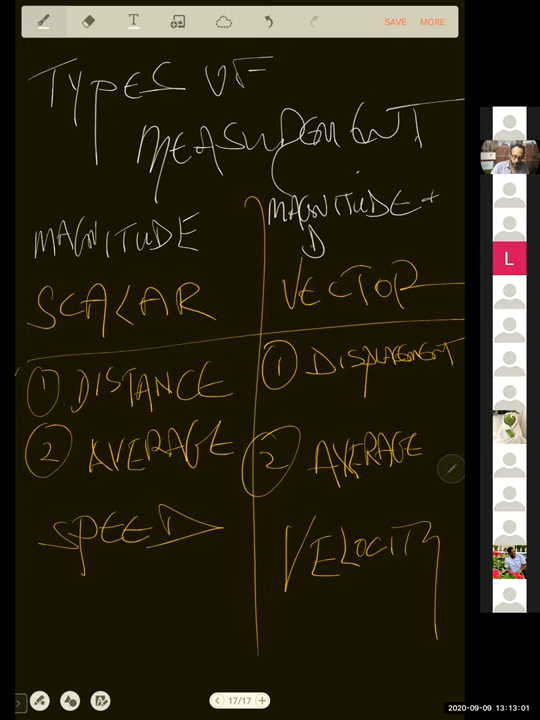 T
SAVE MORE
TYPES OF
MEASUREMENT
MAGNITUDE
MAGNITUDE +
D
SCALAR
VECTOR
① DISTANCE
① DISPLACEMENT
② AVERAGE
② AVERAGE
SPEED
VELOCITY
L
17/17
2020-09-09 13:13:01